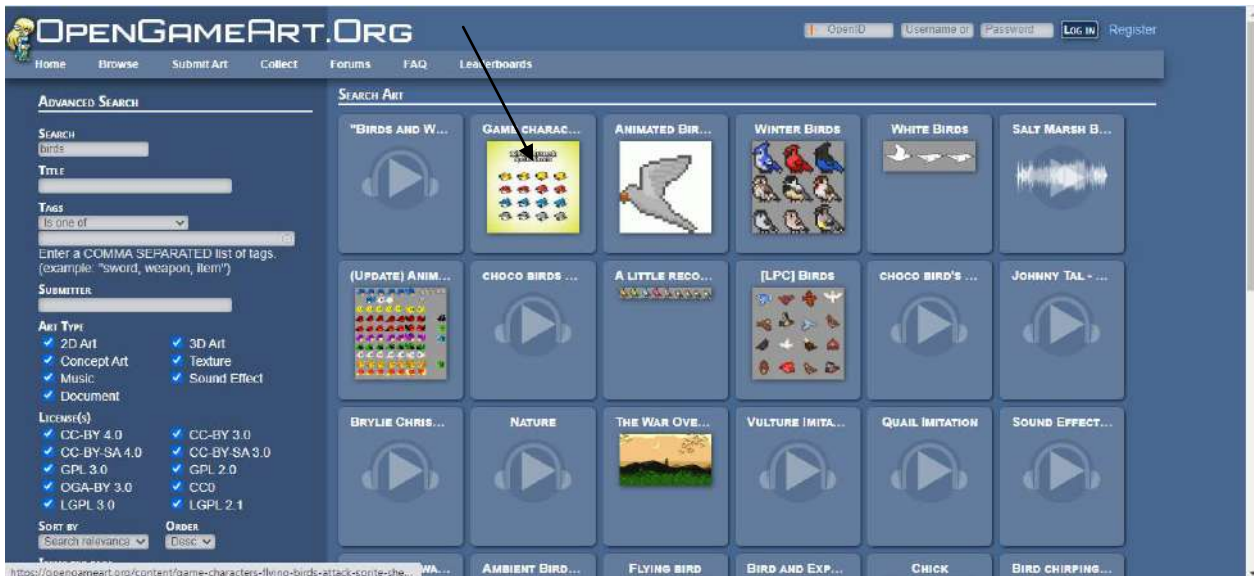 OpenGameArt.Org
OpenID Username or Password Log in Register
Home Browse Submit Art Collect Forums FAQ Leaderboards
Advanced Search
Search
birds
Title
Tags
Is one of
Enter a COMMA SEPARATED list of tags.
(example: "sword, weapon, item")
Submitter
Art Type
2D Art 3D Art
Concept Art Texture
Music Sound Effect
Document
License(s)
CC-BY 4.0 CC-BY 3.0
CC-BY-SA 4.0 CC-BY-SA 3.0
GPL 3.0 GPL 2.0
OGA-BY 3.0 CC0
LGPL 3.0 LGPL 2.1
Sort by Order
Search relevance Desc
Search Art
"Birds and W... Game charac... Animated Bir... Winter Birds White Birds Salt Marsh B...
(Update) Anim... choco birds ... A little reco... [LPC] Birds choco bird's ... Johnny Tal - ...
Brylie Chris... Nature The War Ove... Vulture Imita... Quail Imitation Sound Effect...
wa... Ambient Bird... Flying bird Bird and Exp... Chick Bird chirping...
https://opengameart.org/content/game-characters-flying-birds-attack-sprite-she...